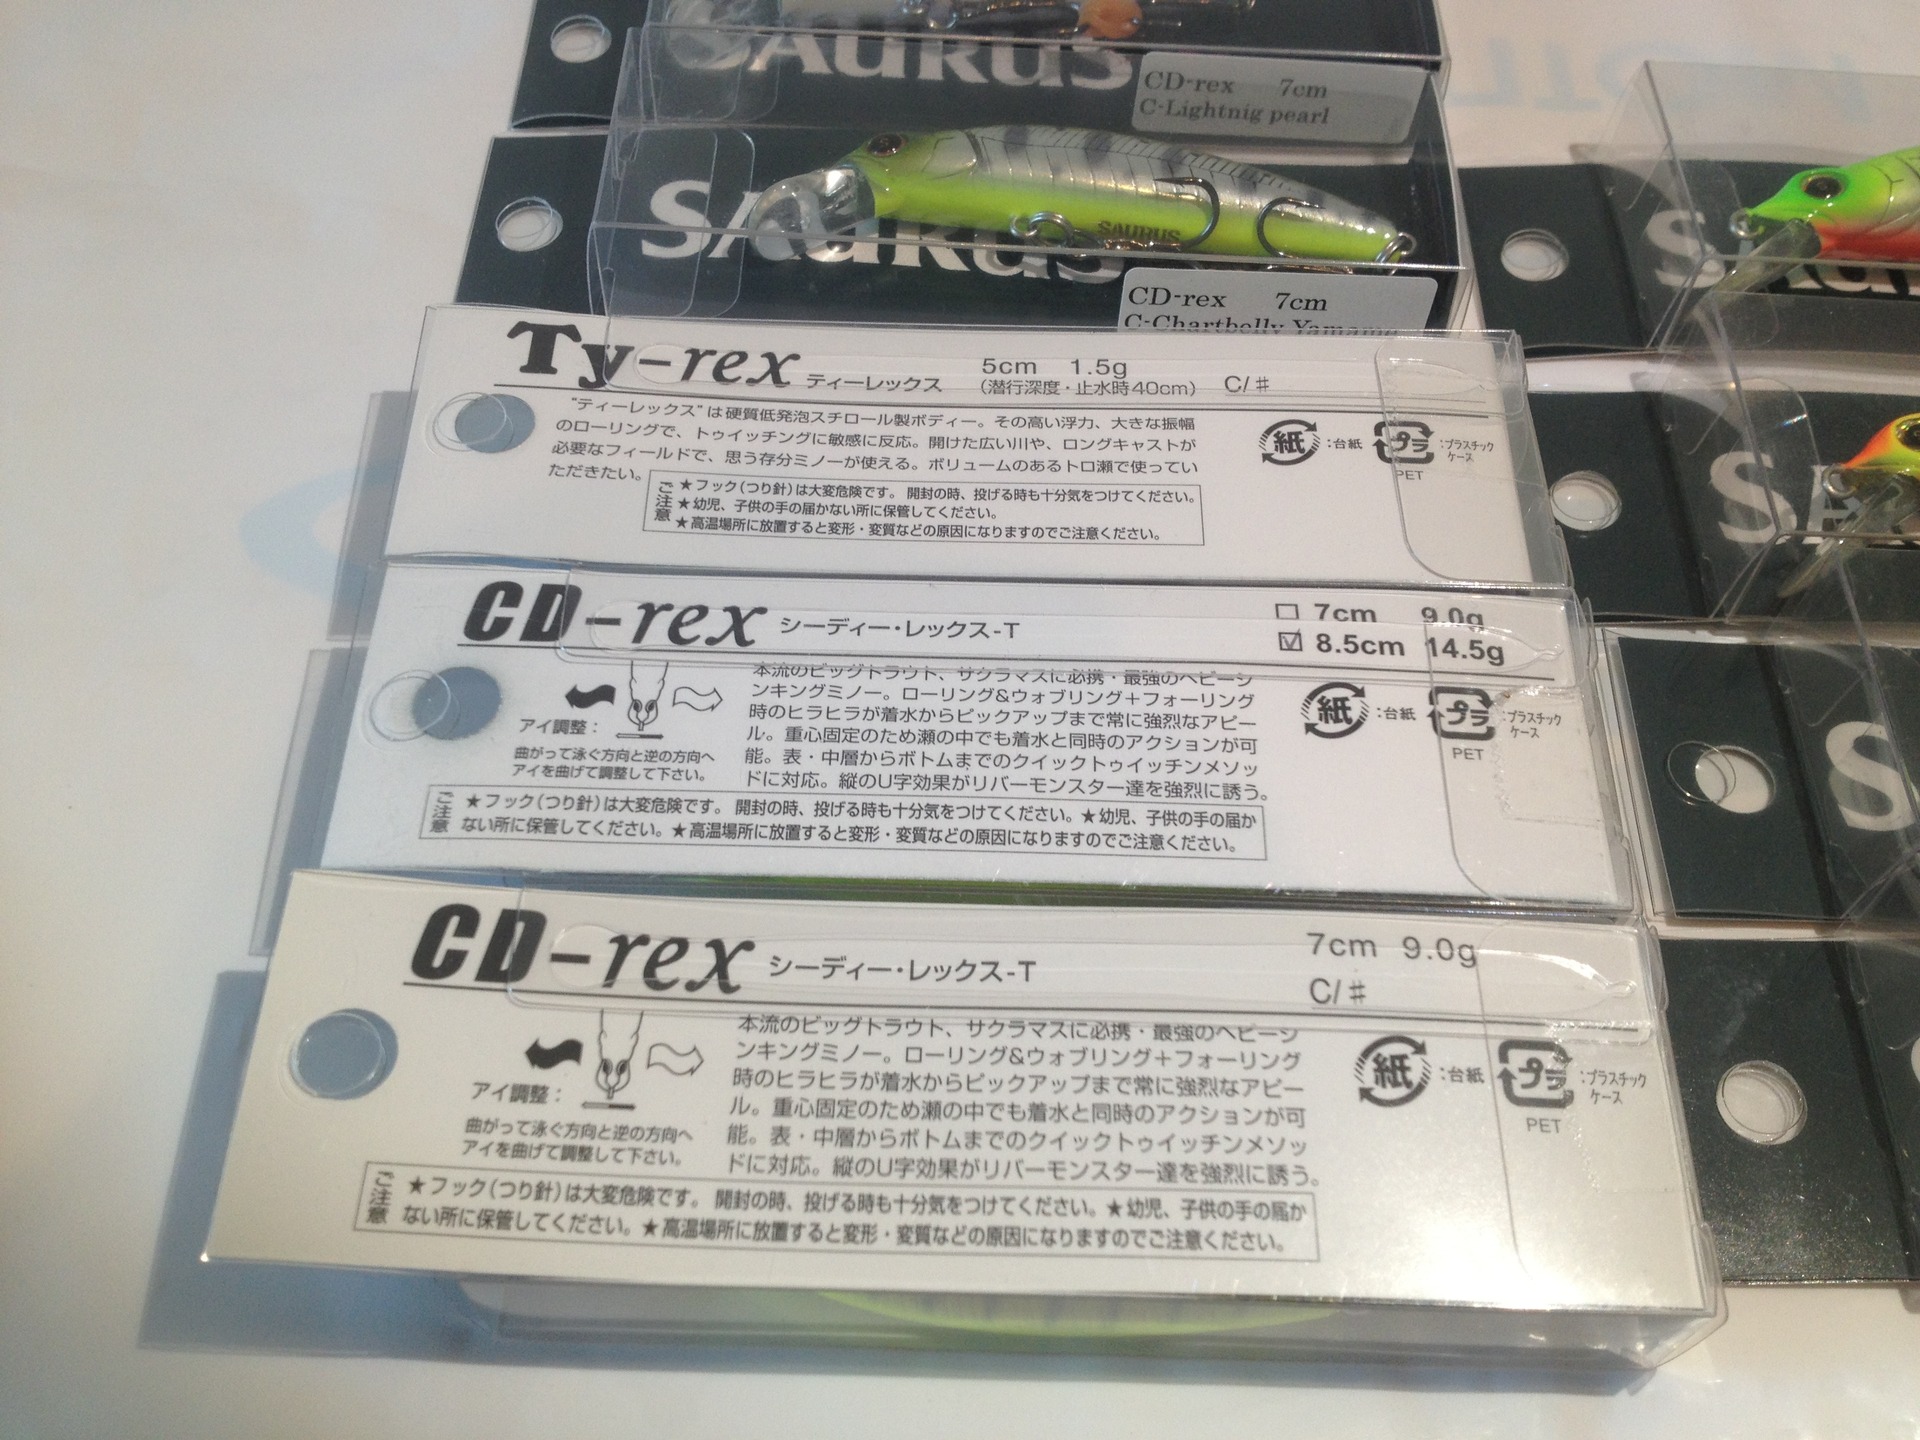 SAURUS
CD-rex 7cm
C-Lightnig pearl
SAURUS
SAURUS
CD-rex 7cm
C-Chartbelly Yamame
Ty-rex ティーレックス 5cm 1.5g
(潜行深度・止水時40cm) C/#
"ティーレックス"は硬質低発泡スチロール製ボディー。その高い浮力、大きな振幅
のローリングで、トゥイッチングに敏感に反応。開けた広い川や、ロングキャストが
必要なフィールドで、思う存分ミノーが使える。ボリュームのあるトロ瀬で使ってい
ただきたい。
ご注意
★フック(つり針)は大変危険です。開封の時、投げる時も十分気をつけてください。
★幼児、子供の手の届かない所に保管してください。
★高温場所に放置すると変形・変質などの原因になりますのでご注意ください。
紙 :台紙
プラ :プラスチック
ケース
PET
CD-rex シーディー・レックス-T
7cm 9.0g
8.5cm 14.5g
アイ調整:
曲がって泳ぐ方向と逆の方向へ
アイを曲げて調整して下さい。
本流のビッグトラウト、サクラマスに必携・最強のヘビーシ
ンキングミノー。ローリング&ウォブリング+フォーリング
時のヒラヒラが着水からピックアップまで常に強烈なアピー
ル。重心固定のため瀬の中でも着水と同時のアクションが可
能。表・中層からボトムまでのクイックトゥイッチンメソッ
ドに対応。縦のU字効果がリバーモンスター達を強烈に誘う。
ご注意
★フック(つり針)は大変危険です。開封の時、投げる時も十分気をつけてください。★幼児、子供の手の届か
ない所に保管してください。★高温場所に放置すると変形・変質などの原因になりますのでご注意ください。
紙 :台紙
プラ :プラスチック
ケース
PET
CD-rex シーディー・レックス-T
7cm 9.0g
C/#
アイ調整:
曲がって泳ぐ方向と逆の方向へ
アイを曲げて調整して下さい。
本流のビッグトラウト、サクラマスに必携・最強のヘビーシ
ンキングミノー。ローリング&ウォブリング+フォーリング
時のヒラヒラが着水からピックアップまで常に強烈なアピー
ル。重心固定のため瀬の中でも着水と同時のアクションが可
能。表・中層からボトムまでのクイックトゥイッチンメソッ
ドに対応。縦のU字効果がリバーモンスター達を強烈に誘う。
ご注意
★フック(つり針)は大変危険です。開封の時、投げる時も十分気をつけてください。★幼児、子供の手の届か
ない所に保管してください。★高温場所に放置すると変形・変質などの原因になりますのでご注意ください。
紙 :台紙
プラ :プラスチック
ケース
PET